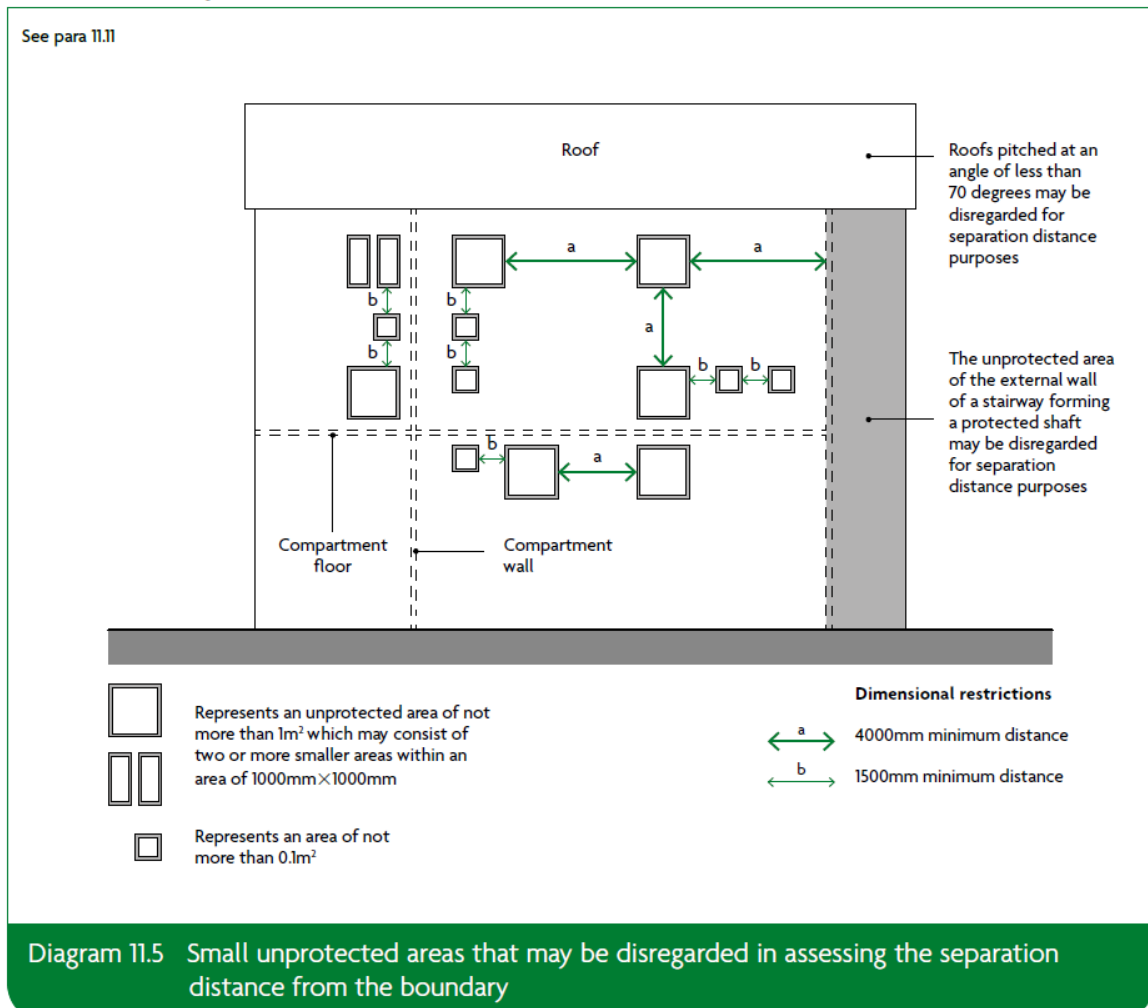 See para 11.11
Roof
Roofs pitched at an
angle of less than
70 degrees may be
disregarded for
separation distance
purposes
a
a
b
b
a
b
b
b
b
The unprotected area
of the external wall
of a stairway forming
a protected shaft
may be disregarded
for separation
distance purposes
b
a
Compartment
floor
Compartment
wall
Represents an unprotected area of not
more than 1m² which may consist of
two or more smaller areas within an
area of 1000mm×1000mm
Represents an area of not
more than 0.1m²
Dimensional restrictions
a
4000mm minimum distance
b
1500mm minimum distance
Diagram 11.5 Small unprotected areas that may be disregarded in assessing the separation
distance from the boundary